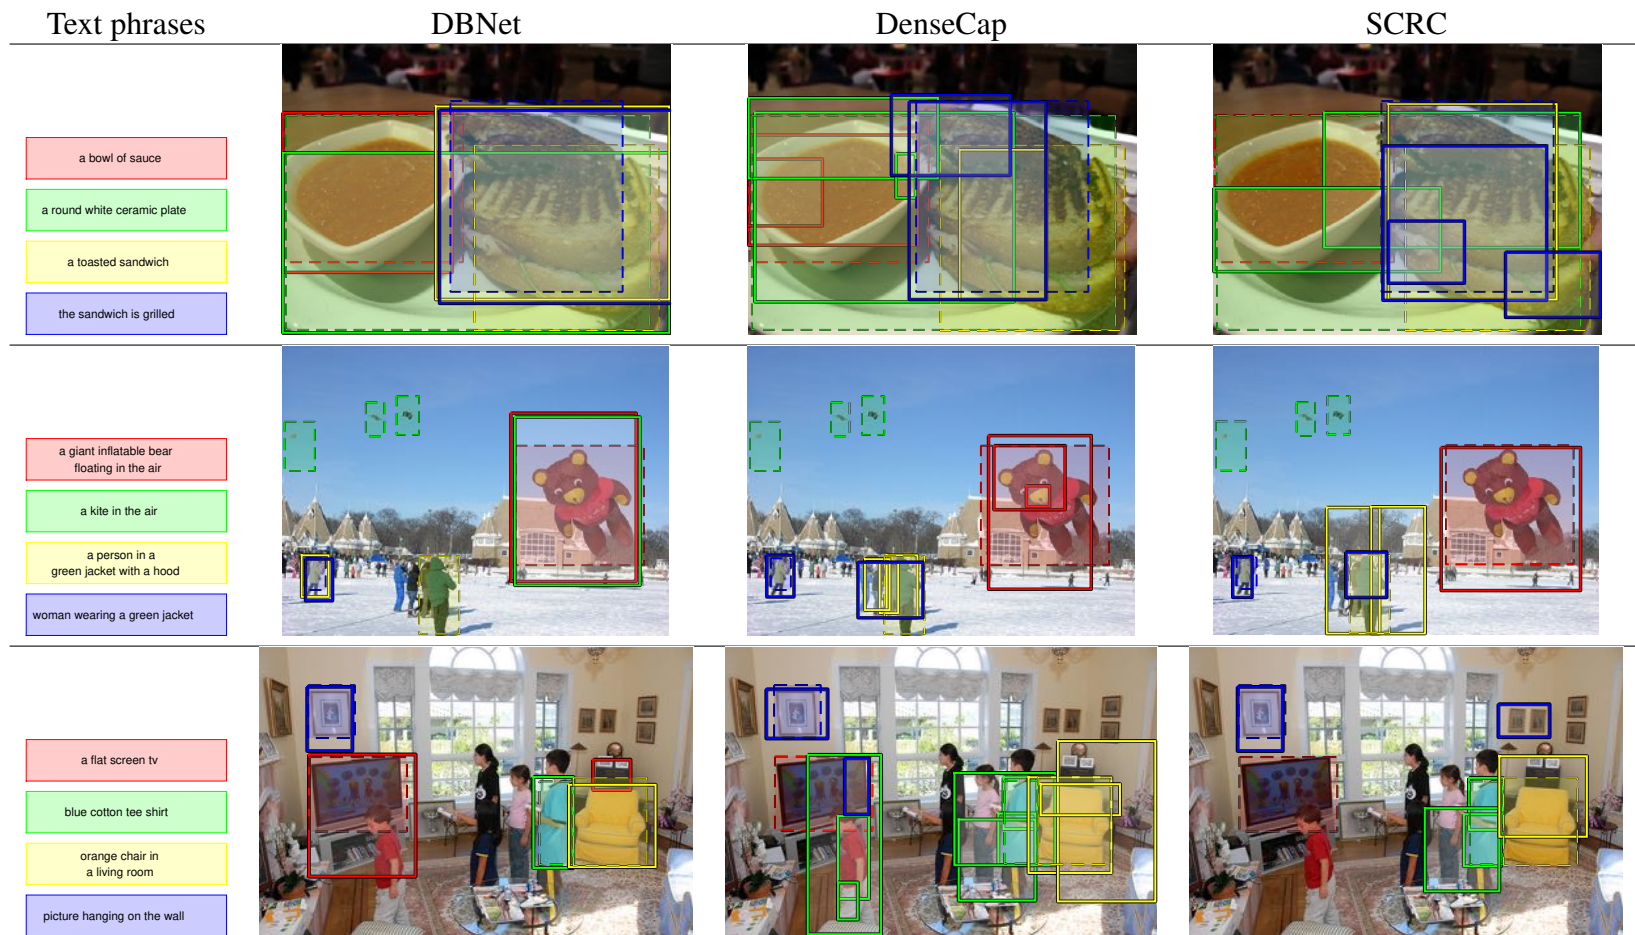 Text phrases DBNet DenseCap SCRC
a bowl of sauce
a round white ceramic plate
a toasted sandwich
the sandwich is grilled
a giant inflatable bear
floating in the air
a kite in the air
a person in a
green jacket with a hood
woman wearing a green jacket
a flat screen tv
blue cotton tee shirt
orange chair in
a living room
picture hanging on the wall